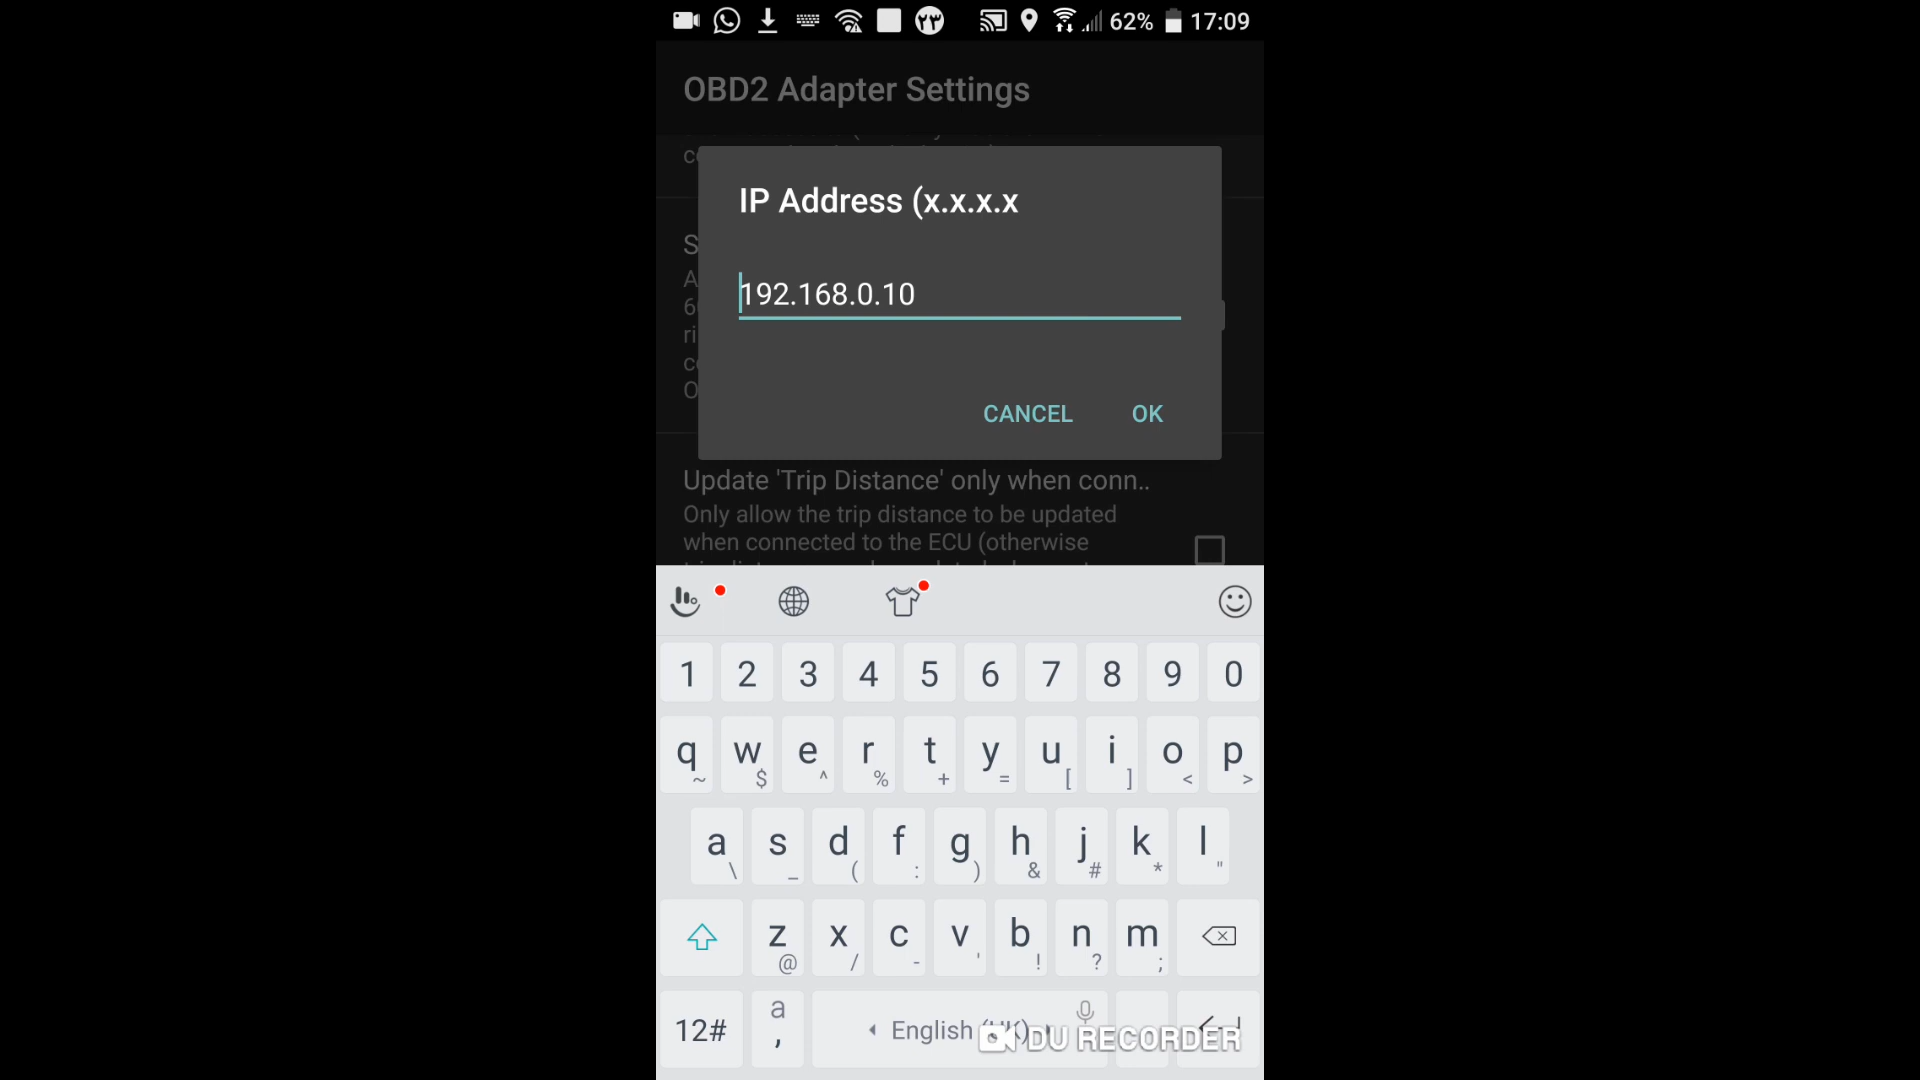 ۲۳ 62% 17:09
OBD2 Adapter Settings
IP Address (x.x.x.x
192.168.0.10
CANCEL OK
Update 'Trip Distance' only when conn..
Only allow the trip distance to be updated
when connected to the ECU (otherwise
1 2 3 4 5 6 7 8 9 0
q w e r t y u i o p
~ $ ^ % + = [ ] < >
a s d f g h j k l
\ _ ( : ) & # * "
z x c v b n m
@ / - ' ! ? ;
12# a , English (UK)
DU RECORDER